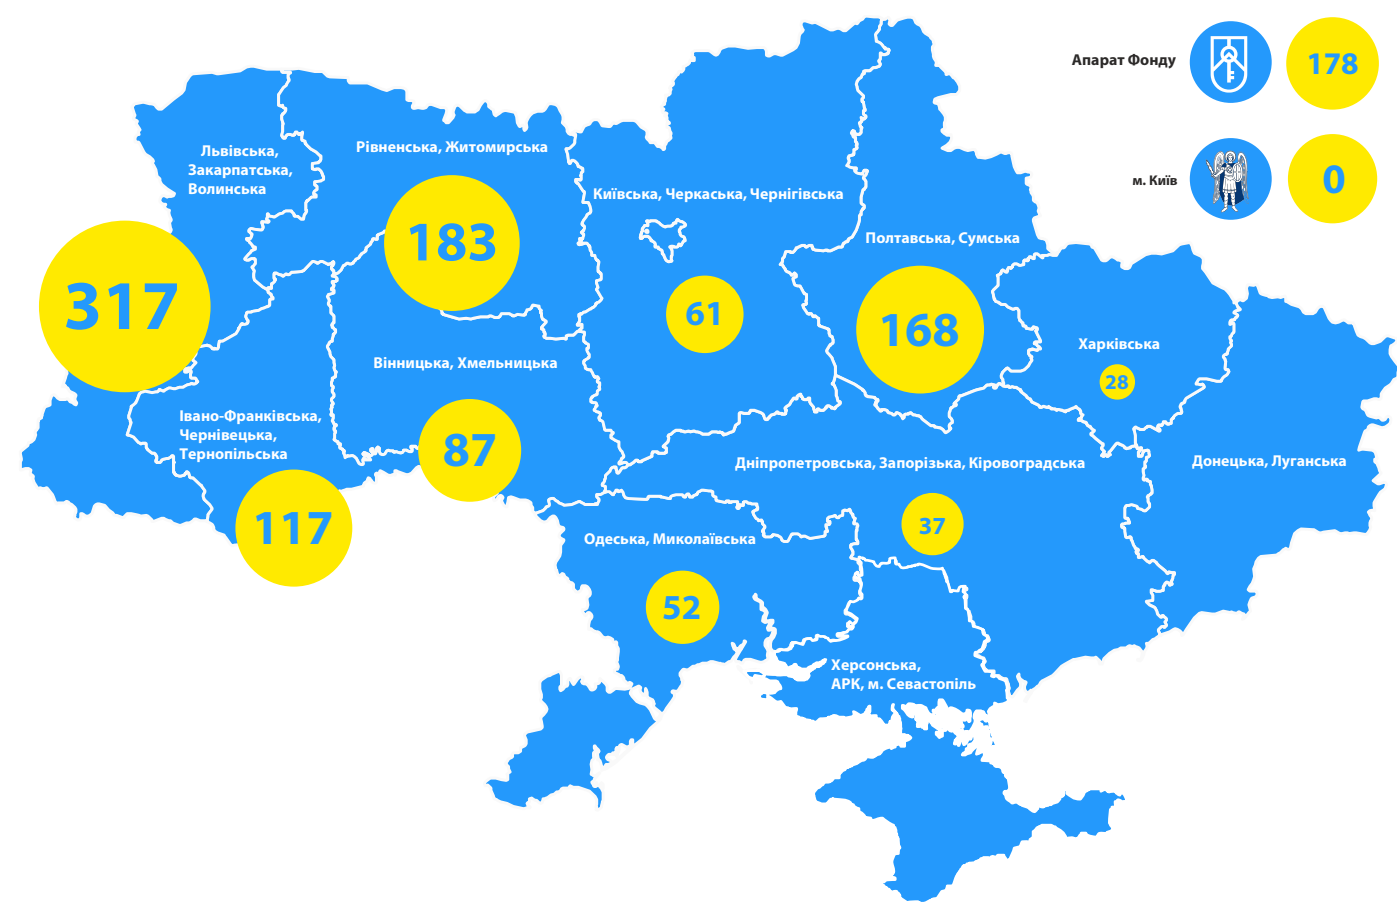 Апарат Фонду
178
м. Київ
0
Львівська,
Закарпатська,
Волинська
317
Рівненська, Житомирська
183
Київська, Черкаська, Чернігівська
61
Полтавська, Сумська
168
Харківська
28
Вінницька, Хмельницька
87
Івано-Франківська,
Чернівецька,
Тернопільська
117
Дніпропетровська, Запорізька, Кіровоградська
37
Донецька, Луганська
Одеська, Миколаївська
52
Херсонська,
АРК, м. Севастопіль